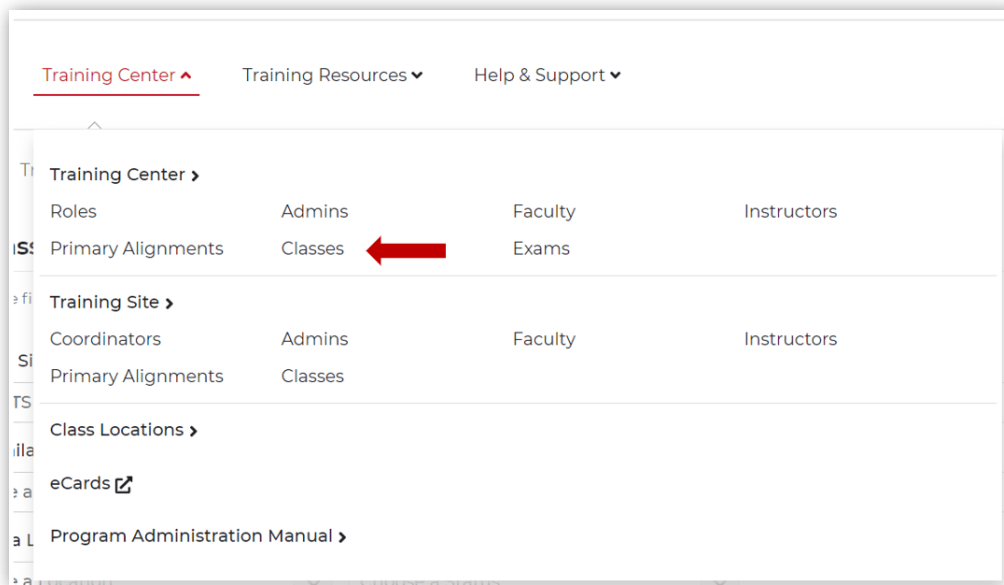 Training Center Training Resources Help & Support
Training Center
Roles Admins Faculty Instructors
Primary Alignments Classes Exams
Training Site
Coordinators Admins Faculty Instructors
Primary Alignments Classes
Class Locations
eCards
Program Administration Manual